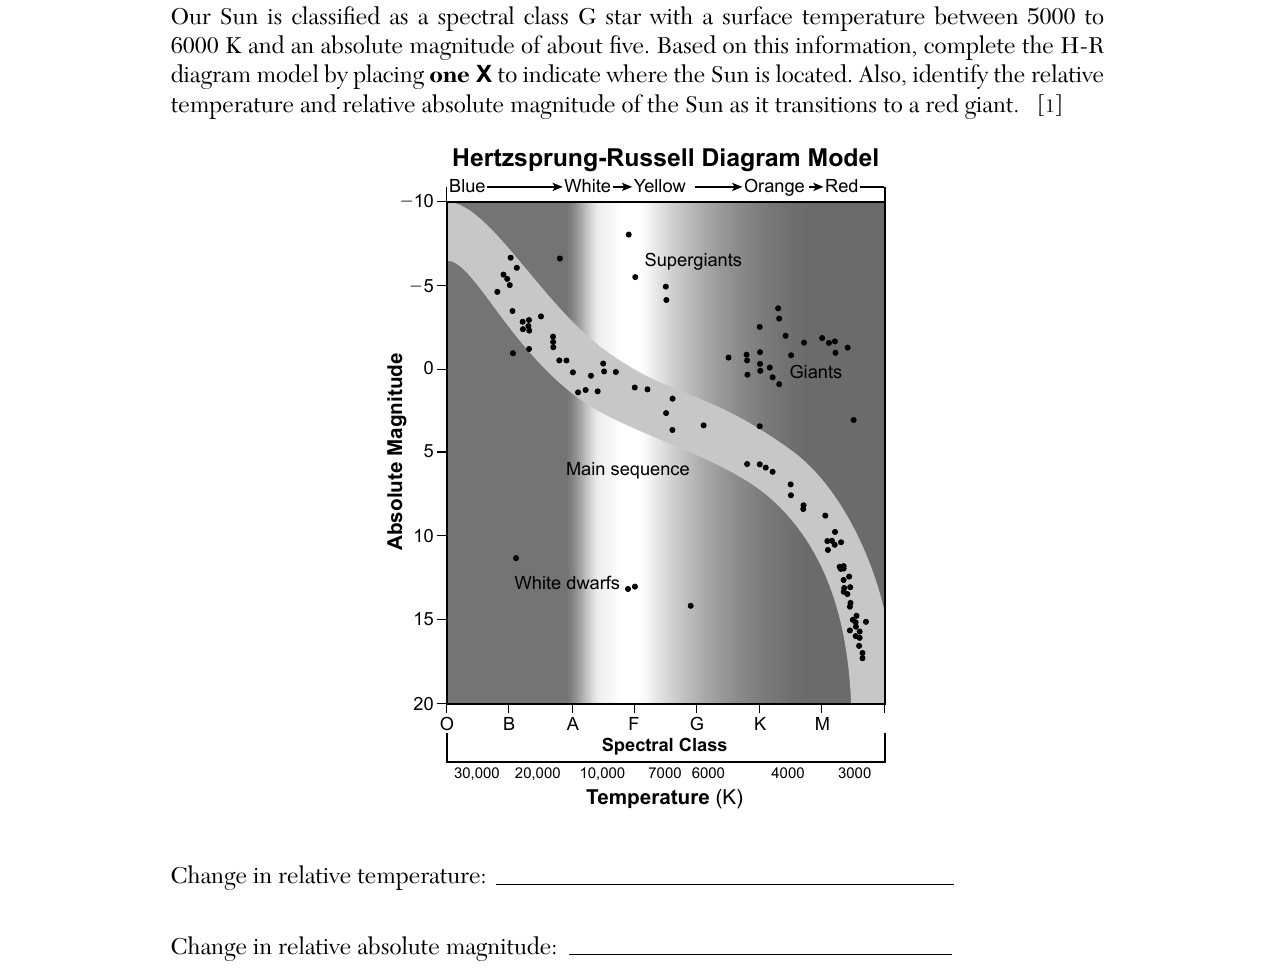 Our Sun is classified as a spectral class G star with a surface temperature between 5000 to
6000 K and an absolute magnitude of about five. Based on this information, complete the H-R
diagram model by placing one X to indicate where the Sun is located. Also, identify the relative
temperature and relative absolute magnitude of the Sun as it transitions to a red giant. [1]
Hertzsprung-Russell Diagram Model
Blue White Yellow Orange Red
−10
Supergiants
−5
0
Giants
5
Main sequence
10
White dwarfs
15
20
Absolute Magnitude
O B A F G K M
Spectral Class
30,000 20,000 10,000 7000 6000 4000 3000
Temperature (K)
Change in relative temperature:
Change in relative absolute magnitude: